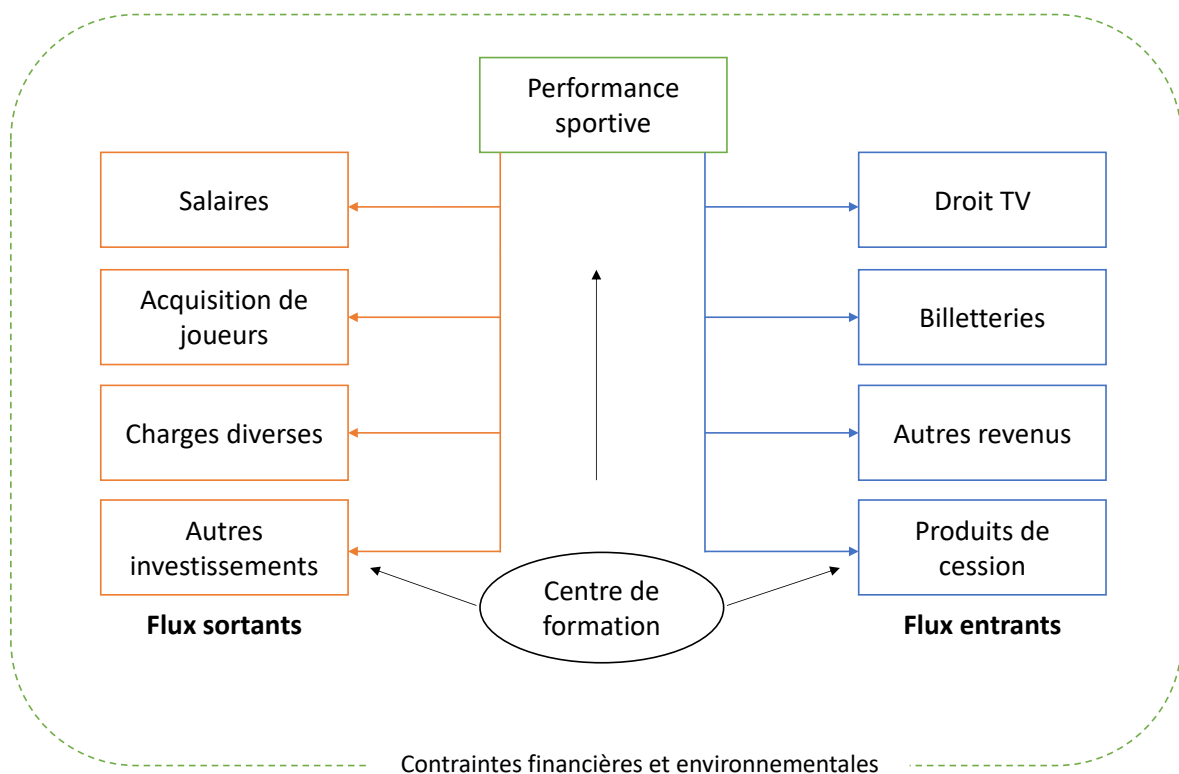 Performance
sportive
Salaires
Acquisition de
joueurs
Charges diverses
Autres
investissements
Flux sortants
Droit TV
Billetteries
Autres revenus
Produits de
cession
Flux entrants
Centre de
formation
Contraintes financières et environnementales